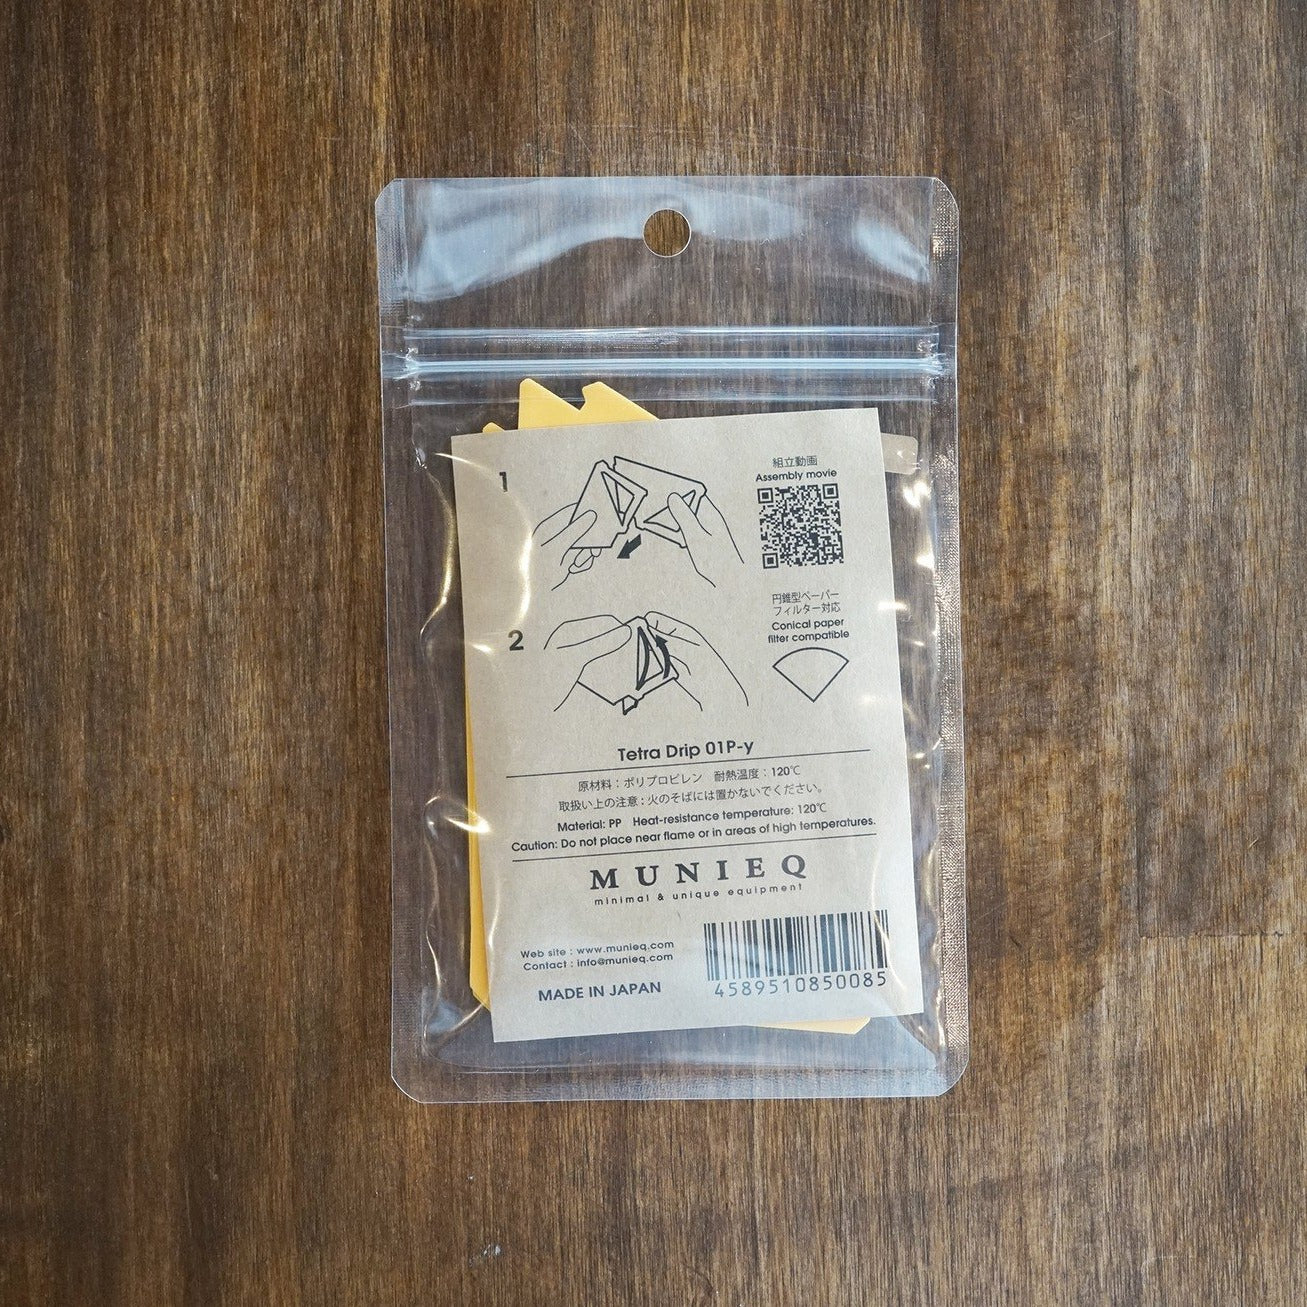 1
組立動画
Assembly movie
円錐型ペーパー
フィルター対応
Conical paper
filter compatible
2
Tetra Drip 01P-y
原材料：ポリプロピレン　耐熱温度：120℃
取扱い上の注意：火のそばには置かないでください。
Material: PP Heat-resistance temperature: 120℃
Caution: Do not place near flame or in areas of high temperatures.
MUNIEQ
minimal & unique equipment
Web site : www.munieq.com
Contact : info@munieq.com
MADE IN JAPAN
4589510850085